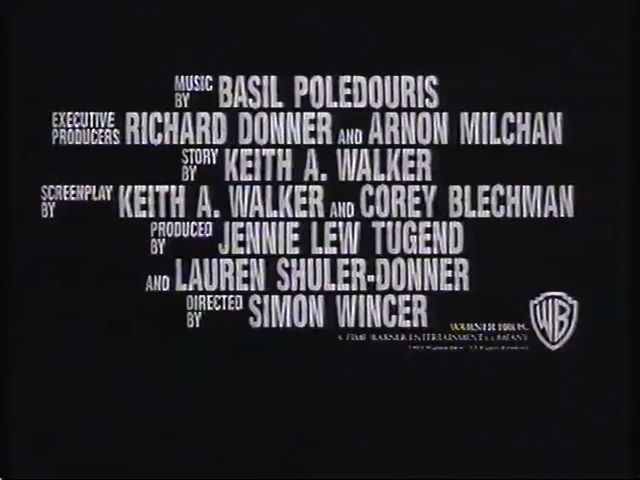 MUSIC BY BASIL POLEDOURIS
EXECUTIVE PRODUCERS RICHARD DONNER AND ARNON MILCHAN
STORY BY KEITH A. WALKER
SCREENPLAY BY KEITH A. WALKER AND COREY BLECHMAN
PRODUCED BY JENNIE LEW TUGEND
AND LAUREN SHULER-DONNER
DIRECTED BY SIMON WINCER
WB
WARNER BROS.
A TIME WARNER ENTERTAINMENT COMPANY